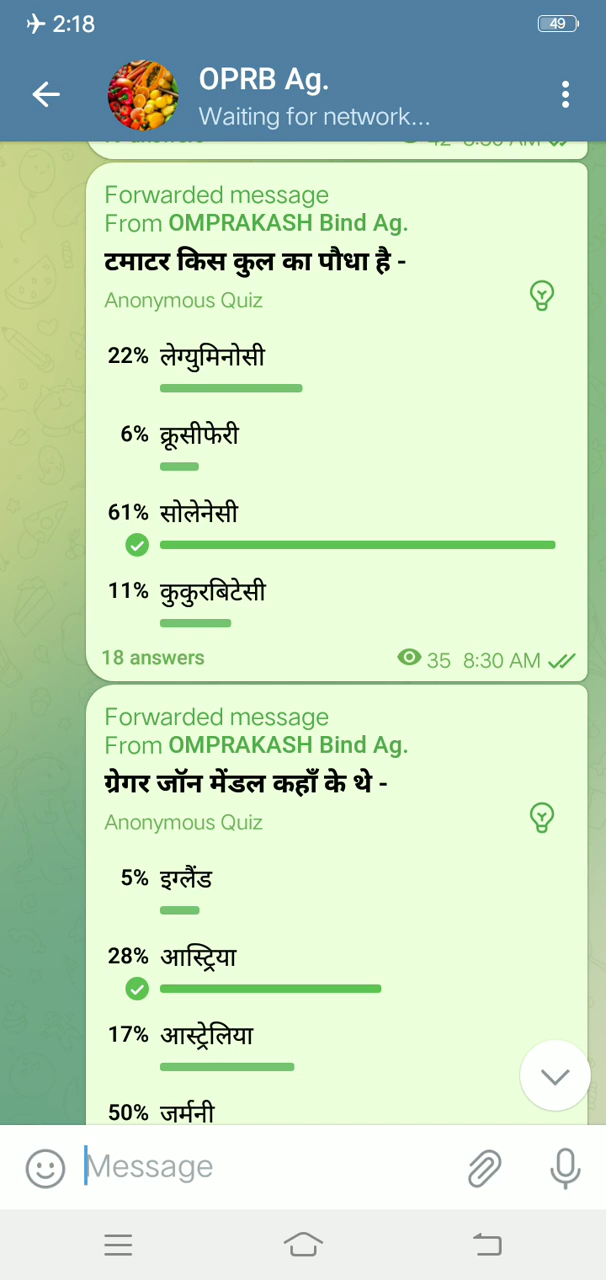 2:18
49
OPRB Ag.
Waiting for network...
Forwarded message
From OMPRAKASH Bind Ag.
टमाटर किस कुल का पौधा है -
Anonymous Quiz
22% लेग्युमिनोसी
6% क्रूसीफेरी
61% सोलेनेसी
11% कुकुरबिटेसी
18 answers
35 8:30 AM
Forwarded message
From OMPRAKASH Bind Ag.
ग्रेगर जॉन मेंडल कहाँ के थे -
Anonymous Quiz
5% इग्लैंड
28% आस्ट्रिया
17% आस्ट्रेलिया
50% जर्मनी
Message